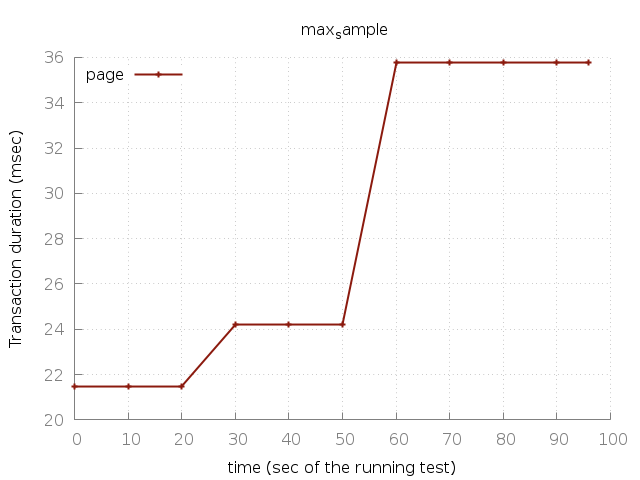 maxₛample
36
page
34
32
30
28
26
24
22
20
Transaction duration (msec)
0 10 20 30 40 50 60 70 80 90 100
time (sec of the running test)